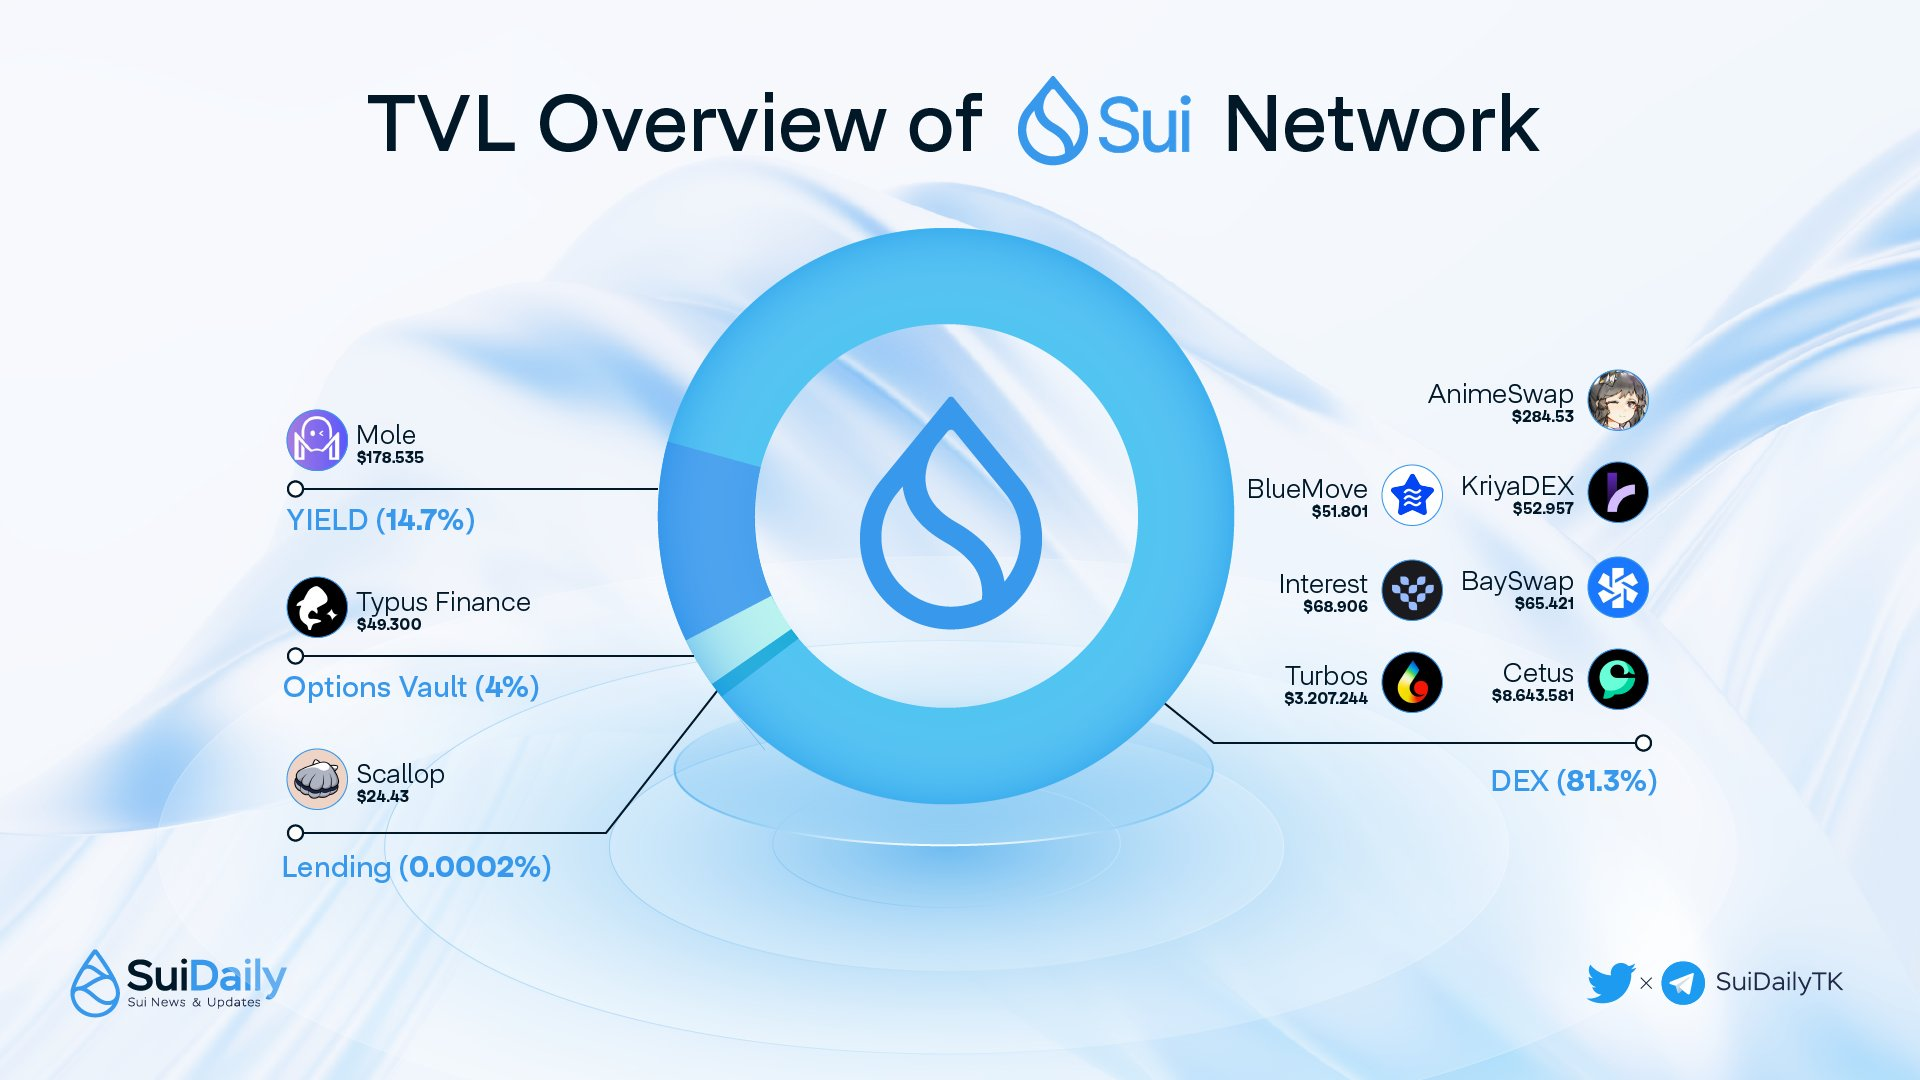 TVL Overview of Sui Network
Mole
$178.535
YIELD (14.7%)
Typus Finance
$49.300
Options Vault (4%)
Scallop
$24.43
Lending (0.0002%)
AnimeSwap
$284.53
BlueMove
$51.801
KriyaDEX
$52.957
Interest
$68.906
BaySwap
$65.421
Turbos
$3.207.244
Cetus
$8.643.581
DEX (81.3%)
SuiDaily
Sui News & Updates
× SuiDailyTK